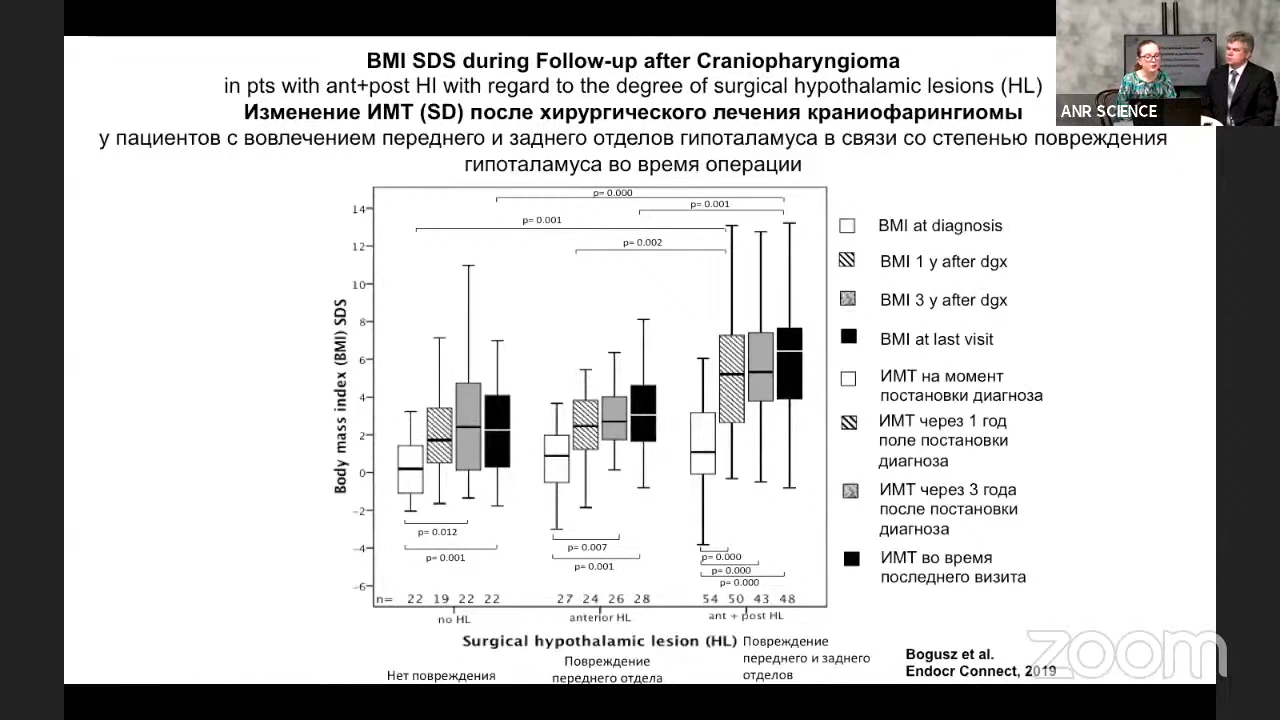 BMI SDS during Follow-up after Craniopharyngioma
in pts with ant+post HI with regard to the degree of surgical hypothalamic lesions (HL)
Изменение ИМТ (SD) после хирургического лечения краниофарингиомы
у пациентов с вовлечением переднего и заднего отделов гипоталамуса в связи со степенью повреждения
гипоталамуса во время операции
ANR SCIENCE
Body mass index (BMI) SDS
14
12
10
8
6
4
2
0
−2
−4
−6
p= 0.000
p= 0.001
p= 0.001
p= 0.002
p= 0.012
p= 0.001
p= 0.007
p= 0.001
p= 0.000
p= 0.000
p= 0.000
n= 22 19 22 22 27 24 26 28 54 50 43 48
no HL anterior HL ant + post HL
Surgical hypothalamic lesion (HL)
Нет повреждения
Повреждение
переднего отдела
Повреждение
переднего и заднего
отделов
BMI at diagnosis
BMI 1 y after dgx
BMI 3 y after dgx
BMI at last visit
ИМТ на момент
постановки диагноза
ИМТ через 1 год
поле постановки
диагноза
ИМТ через 3 года
после постановки
диагноза
ИМТ во время
последнего визита
Bogusz et al.
Endocr Connect, 2019
zoom